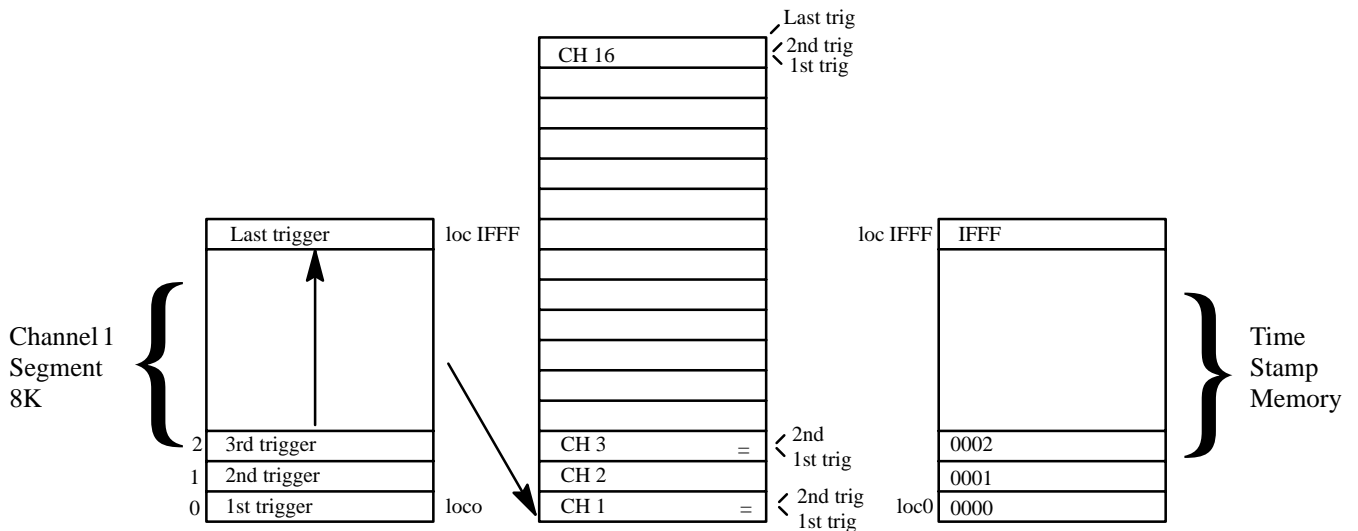 Last trig
CH 16
2nd trig
1st trig
Last trigger
loc IFFF
loc IFFF
IFFF
Channel 1
Segment
8K
Time
Stamp
Memory
2
3rd trigger
CH 3
=
2nd
1st trig
0002
1
2nd trigger
CH 2
0001
0
1st trigger
loco
CH 1
=
2nd trig
1st trig
loc0
0000